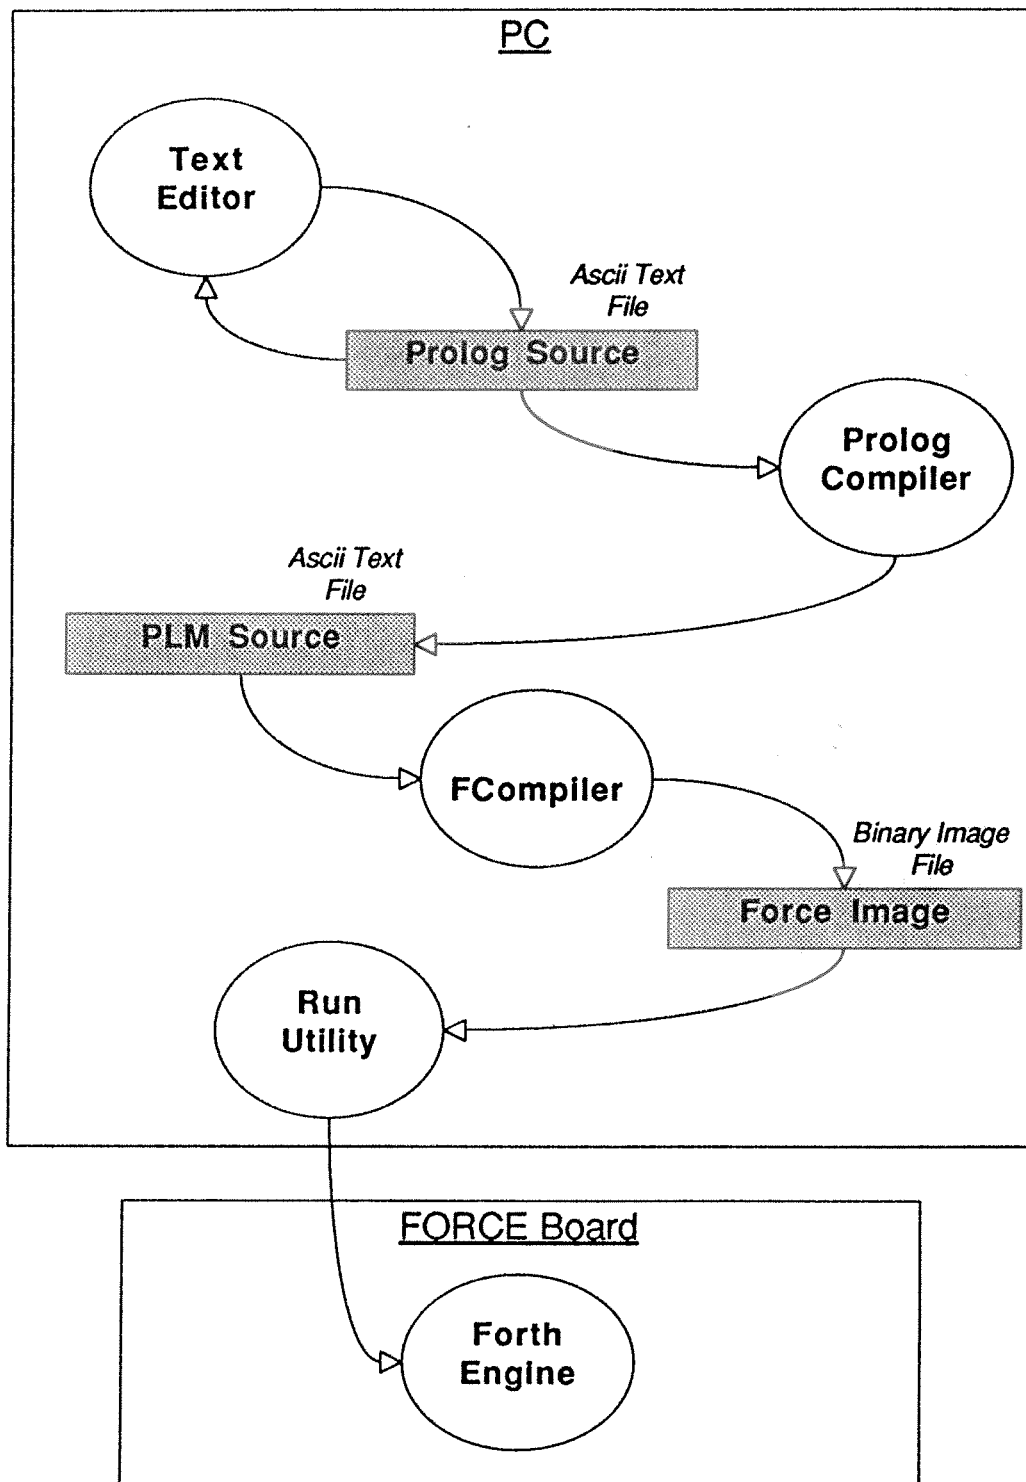 PC
Text
Editor
Ascii Text
File
Prolog Source
Prolog
Compiler
Ascii Text
File
PLM Source
FCompiler
Binary Image
File
Force Image
Run
Utility
FORCE Board
Forth
Engine